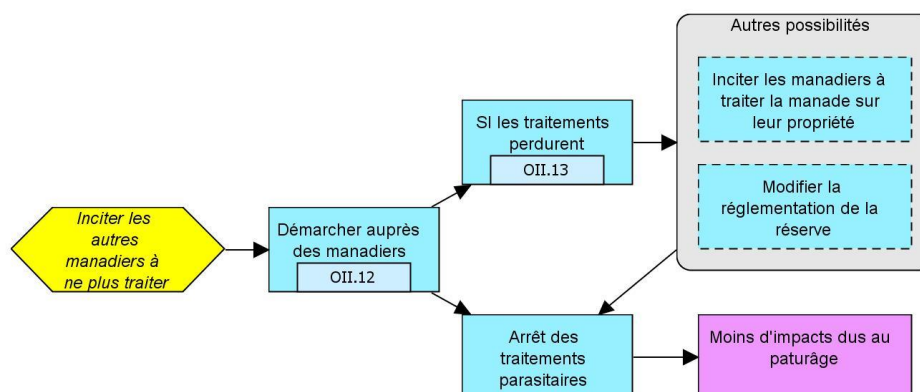 Autres possibilités
Inciter les manadiers à
traiter la manade sur
leur propriété
SI les traitements
perdurent
OII.13
Modifier la
réglementation de la
réserve
Inciter les
autres
manadiers à
ne plus traiter
Démarcher auprès
des manadiers
OII.12
Arrêt des
traitements
parasitaires
Moins d'impacts dus au
paturâge